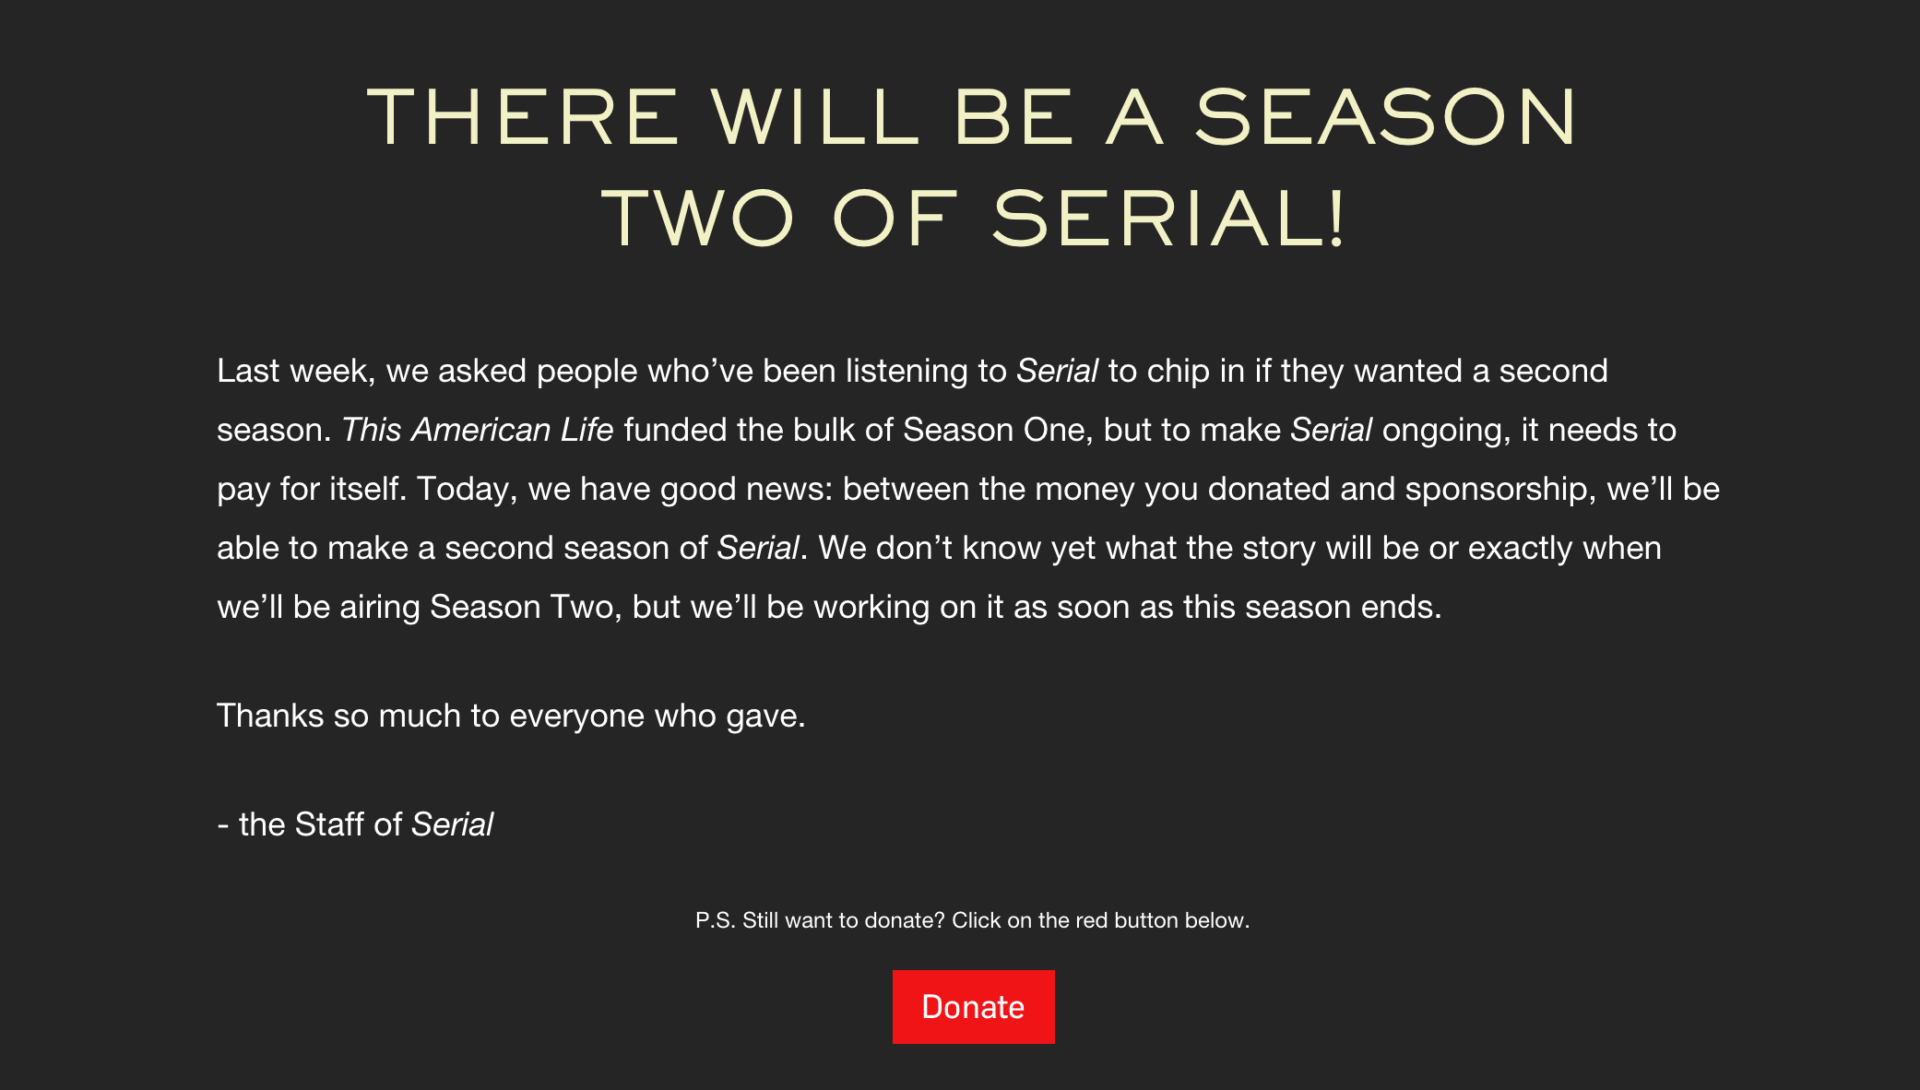 THERE WILL BE A SEASON
TWO OF SERIAL!
Last week, we asked people who’ve been listening to Serial to chip in if they wanted a second
season. This American Life funded the bulk of Season One, but to make Serial ongoing, it needs to
pay for itself. Today, we have good news: between the money you donated and sponsorship, we’ll be
able to make a second season of Serial. We don’t know yet what the story will be or exactly when
we’ll be airing Season Two, but we’ll be working on it as soon as this season ends.
Thanks so much to everyone who gave.
- the Staff of Serial
P.S. Still want to donate? Click on the red button below.
Donate